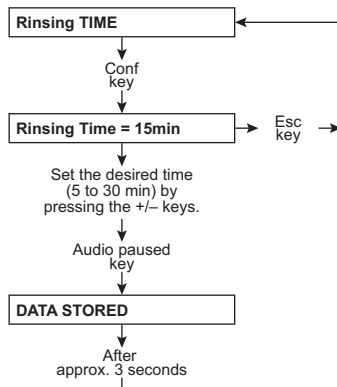 Rinsing TIME
Conf
key
Rinsing Time = 15min
Esc
key
Set the desired time
(5 to 30 min) by
pressing the +/– keys.
Audio paused
key
DATA STORED
After
approx. 3 seconds